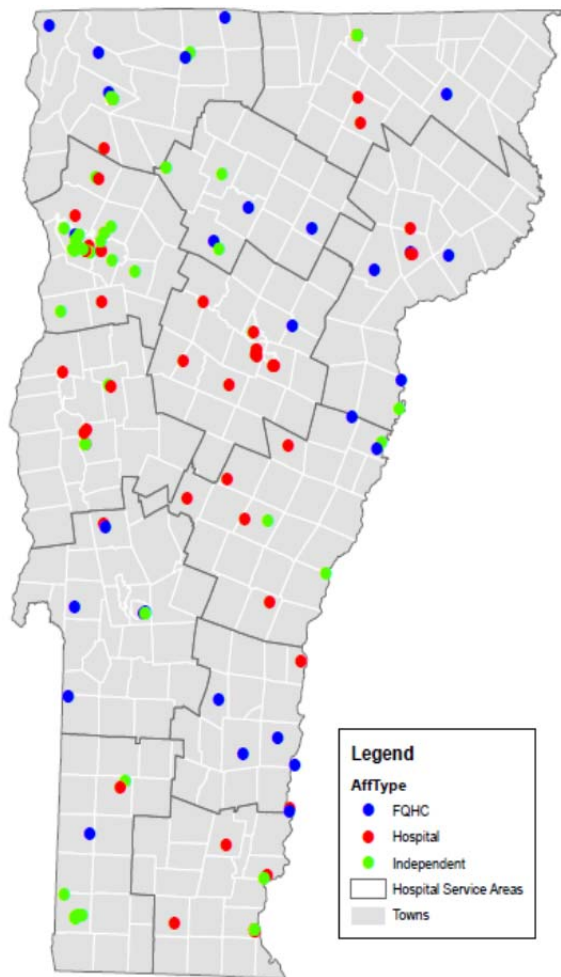 Legend
AffType
FQHC
Hospital
Independent
Hospital Service Areas
Towns